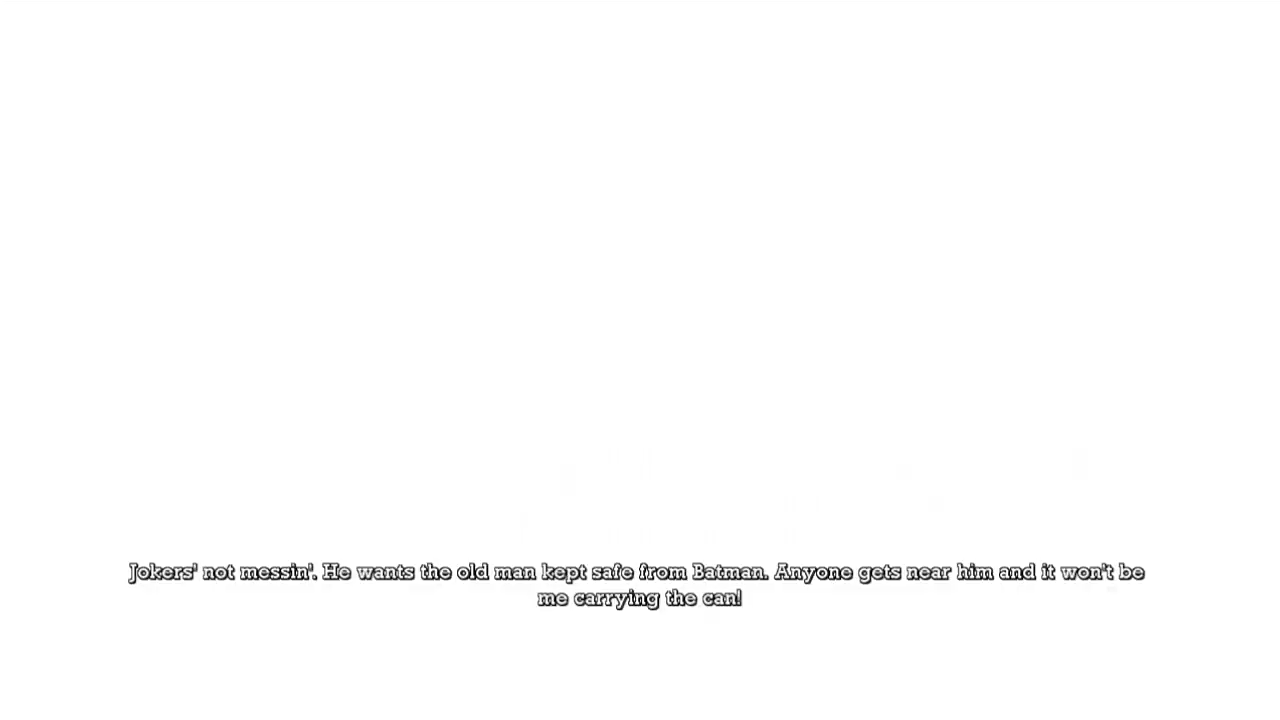 Jokers' not messin'. He wants the old man kept safe from Batman. Anyone gets near him and it won't be
me carrying the can!